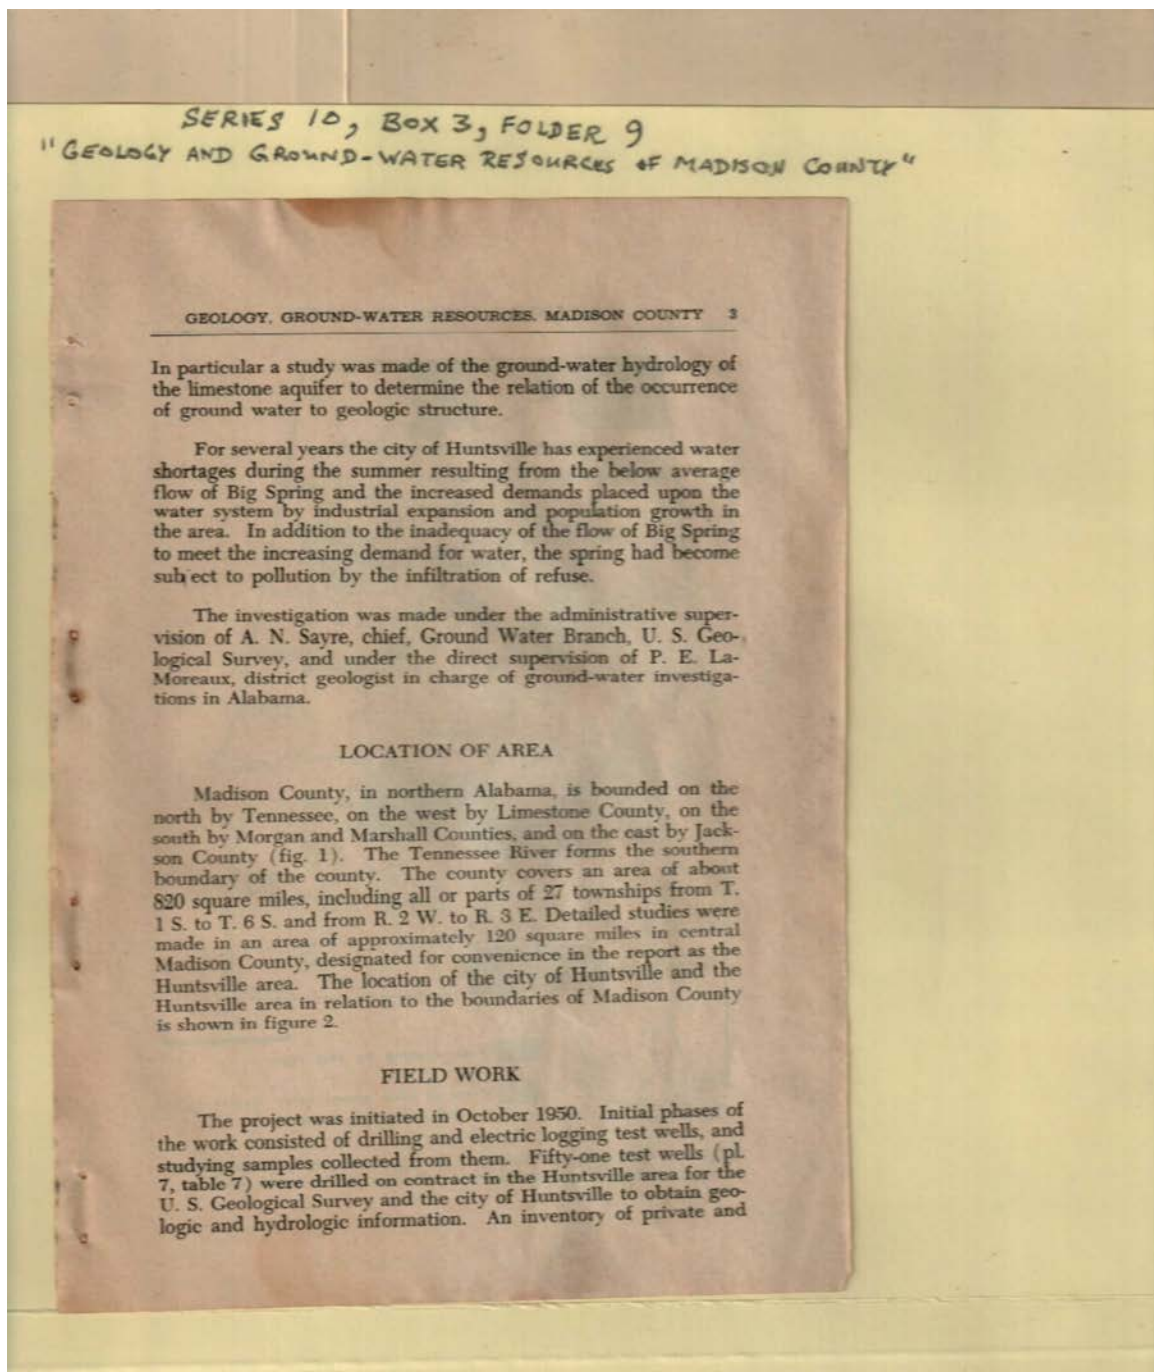 SERIES 10, BOX 3, FOLDER 9
"GEOLOGY AND GROUND-WATER RESOURCES OF MADISON COUNTY"
GEOLOGY, GROUND-WATER RESOURCES, MADISON COUNTY 3
In particular a study was made of the ground-water hydrology of
the limestone aquifer to determine the relation of the occurrence
of ground water to geologic structure.
For several years the city of Huntsville has experienced water
shortages during the summer resulting from the below average
flow of Big Spring and the increased demands placed upon the
water system by industrial expansion and population growth in
the area. In addition to the inadequacy of the flow of Big Spring
to meet the increasing demand for water, the spring had become
sub ect to pollution by the infiltration of refuse.
The investigation was made under the administrative super-
vision of A. N. Sayre, chief, Ground Water Branch, U. S. Geo-
logical Survey, and under the direct supervision of P. E. La-
Moreaux, district geologist in charge of ground-water investiga-
tions in Alabama.
LOCATION OF AREA
Madison County, in northern Alabama, is bounded on the
north by Tennessee, on the west by Limestone County, on the
south by Morgan and Marshall Counties, and on the east by Jack-
son County (fig. 1). The Tennessee River forms the southern
boundary of the county. The county covers an area of about
820 square miles, including all or parts of 27 townships from T.
1 S. to T. 6 S. and from R. 2 W. to R. 3 E. Detailed studies were
made in an area of approximately 120 square miles in central
Madison County, designated for convenience in the report as the
Huntsville area. The location of the city of Huntsville and the
Huntsville area in relation to the boundaries of Madison County
is shown in figure 2.
FIELD WORK
The project was initiated in October 1950. Initial phases of
the work consisted of drilling and electric logging test wells, and
studying samples collected from them. Fifty-one test wells (pl.
7, table 7) were drilled on contract in the Huntsville area for the
U. S. Geological Survey and the city of Huntsville to obtain geo-
logic and hydrologic information. An inventory of private and